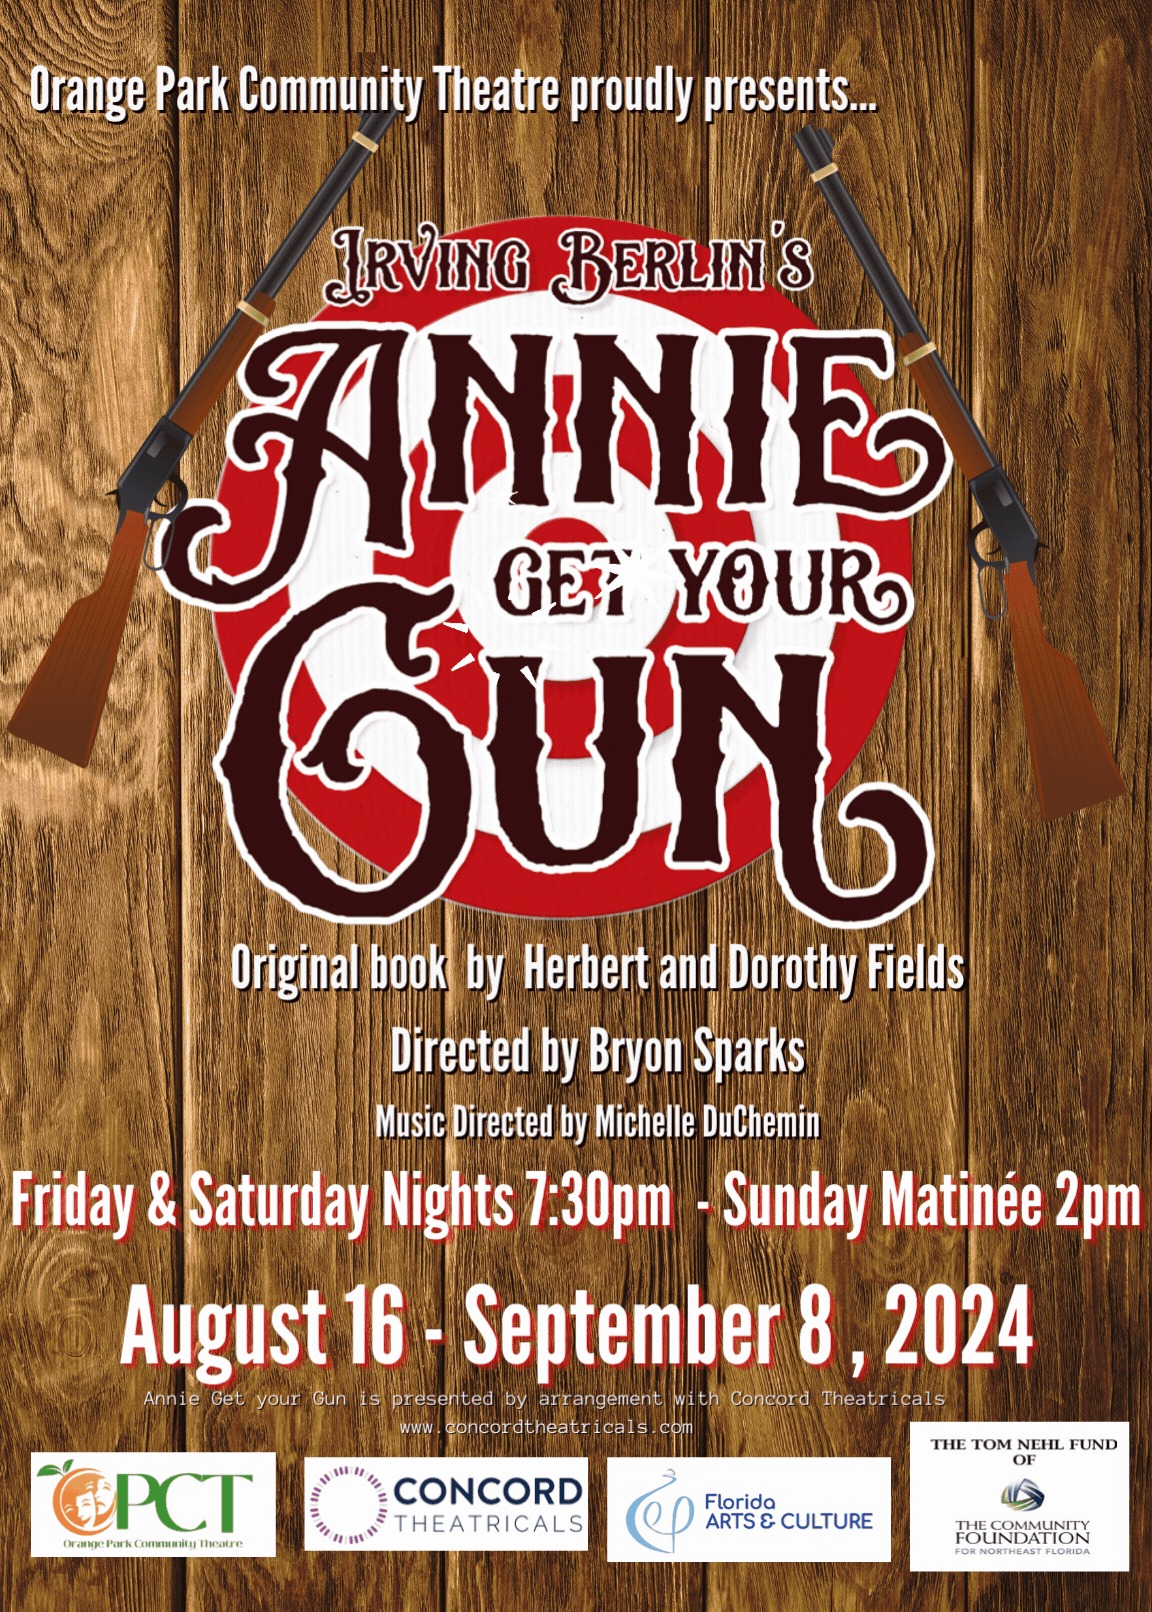 Orange Park Community Theatre proudly presents...
Irving Berlin's
Annie
Get Your
Gun
Original book by Herbert and Dorothy Fields
Directed by Bryon Sparks
Music Directed by Michelle DuChemin
Friday & Saturday Nights 7:30pm - Sunday Matinée 2pm
August 16 - September 8 , 2024
Annie Get your Gun is presented by arrangement with Concord Theatricals
www.concordtheatricals.com
OPCT
Orange Park Community Theatre
CONCORD
THEATRICALS
Florida
ARTS & CULTURE
THE TOM NEHL FUND
OF
THE COMMUNITY
FOUNDATION
FOR NORTHEAST FLORIDA